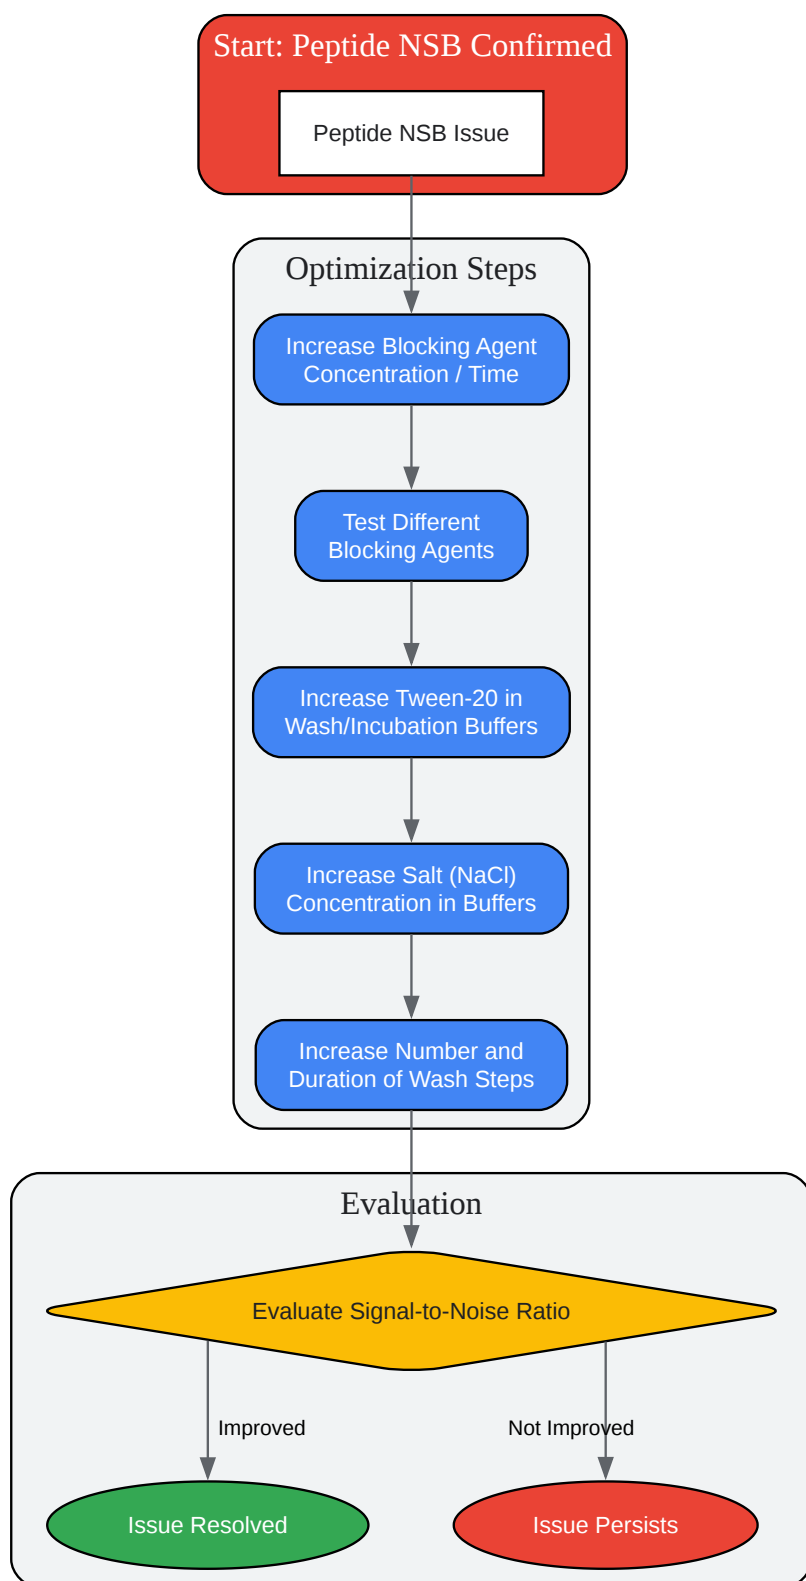 Start: Peptide NSB Confirmed
Peptide NSB Issue
Optimization Steps
Increase Blocking Agent
Concentration / Time
Test Different
Blocking Agents
Increase Tween-20 in
Wash/Incubation Buffers
Increase Salt (NaCl)
Concentration in Buffers
Increase Number and
Duration of Wash Steps
Evaluation
Evaluate Signal-to-Noise Ratio
Improved
Not Improved
Issue Resolved
Issue Persists